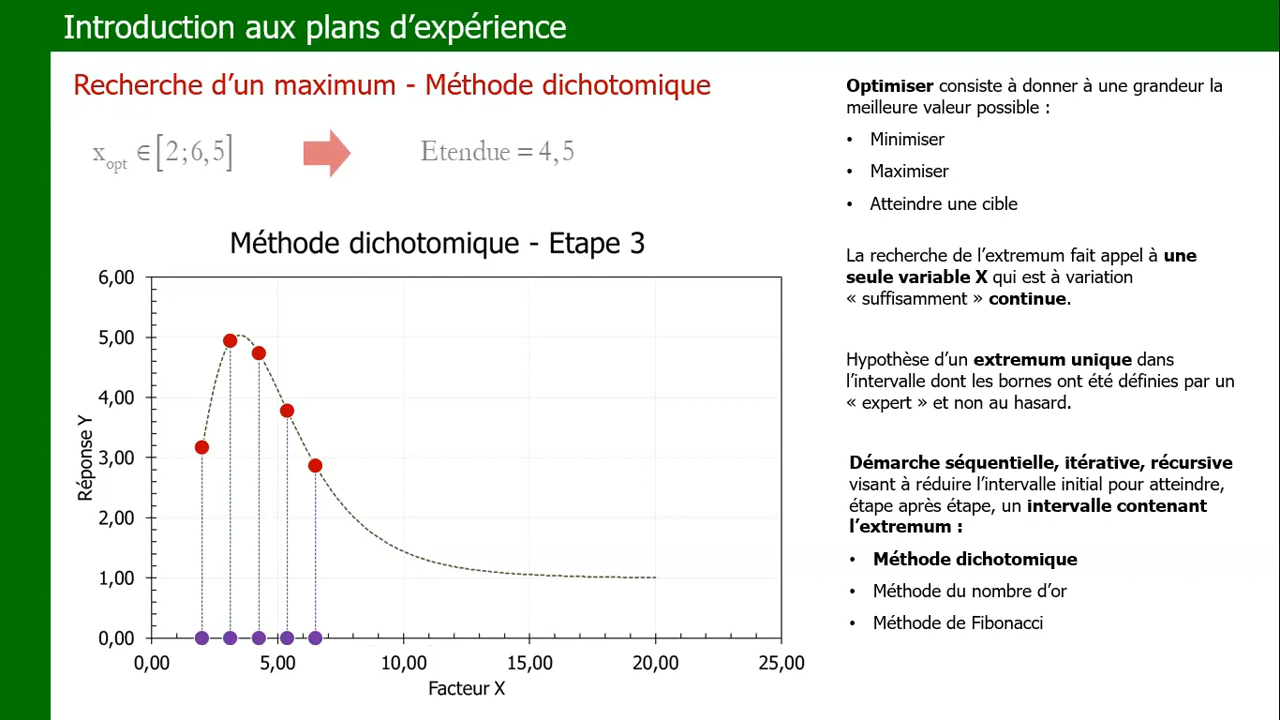 Introduction aux plans d’expérience
Recherche d’un maximum - Méthode dichotomique
x_opt ∈ [2;6,5]
Etendue = 4,5
Méthode dichotomique - Etape 3
6,00
5,00
4,00
3,00
2,00
1,00
0,00
Réponse Y
0,00 5,00 10,00 15,00 20,00 25,00
Facteur X
Optimiser consiste à donner à une grandeur la
meilleure valeur possible :
• Minimiser
• Maximiser
• Atteindre une cible
La recherche de l’extremum fait appel à une
seule variable X qui est à variation
« suffisamment » continue.
Hypothèse d’un extremum unique dans
l’intervalle dont les bornes ont été définies par un
« expert » et non au hasard.
Démarche séquentielle, itérative, récursive
visant à réduire l’intervalle initial pour atteindre,
étape après étape, un intervalle contenant
l’extremum :
• Méthode dichotomique
• Méthode du nombre d’or
• Méthode de Fibonacci